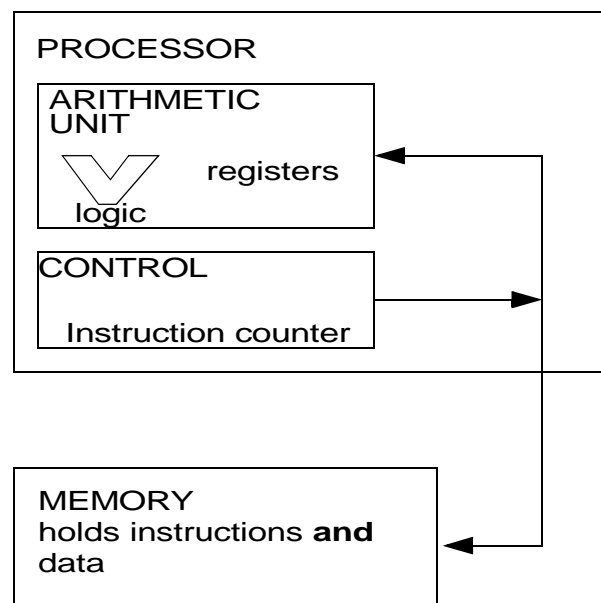 PROCESSOR
ARITHMETIC
UNIT
registers
logic
CONTROL
Instruction counter
MEMORY
holds instructions and
data